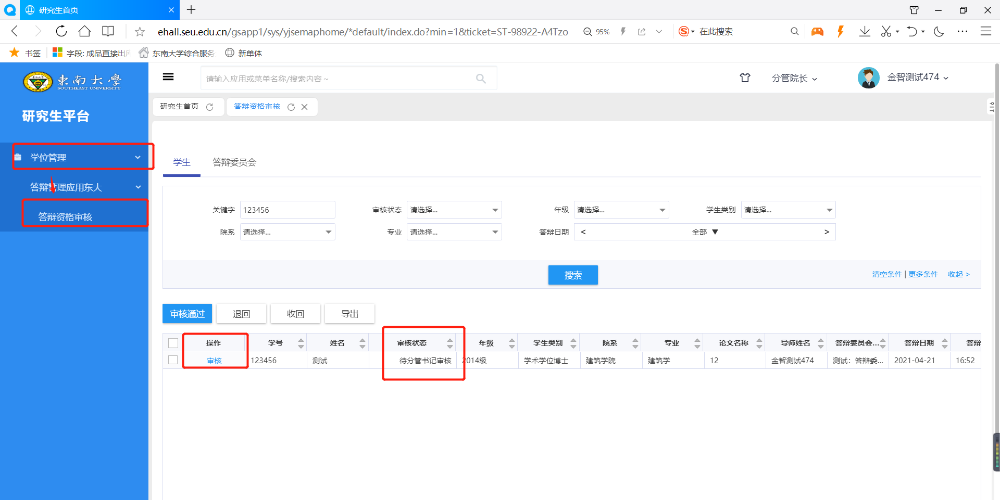 研究生首页
ehall.seu.edu.cn/gsapp1/sys/yjsemaphome/*default/index.do?min=1&ticket=ST-98922-A4Tzo
95%
在此搜索
书签
字段: 成品直接出
东南大学综合服务
新单体
東南大學
SOUTHEAST UNIVERSITY
请输入应用或菜单名称/搜索内容 ~
分管院长
金智测试474
研究生平台
研究生首页
答辩资格审核
学位管理
答辩管理应用东大
答辩资格审核
学生
答辩委员会
关键字 123456
审核状态 请选择...
年级 请选择...
学生类别 请选择...
院系 请选择...
专业 请选择...
答辩日期 < 全部 ▼ >
搜索
清空条件 | 更多条件 收起 >
审核通过 退回 收回 导出
操作 学号 姓名 审核状态 年级 学生类别 院系 专业 论文名称 导师姓名 答辩委员会... 答辩日期 答辩
审核 123456 测试 待分管书记审核 2014级 学术学位博士 建筑学院 建筑学 12 金智测试474 测试：答辩委... 2021-04-21 16:52